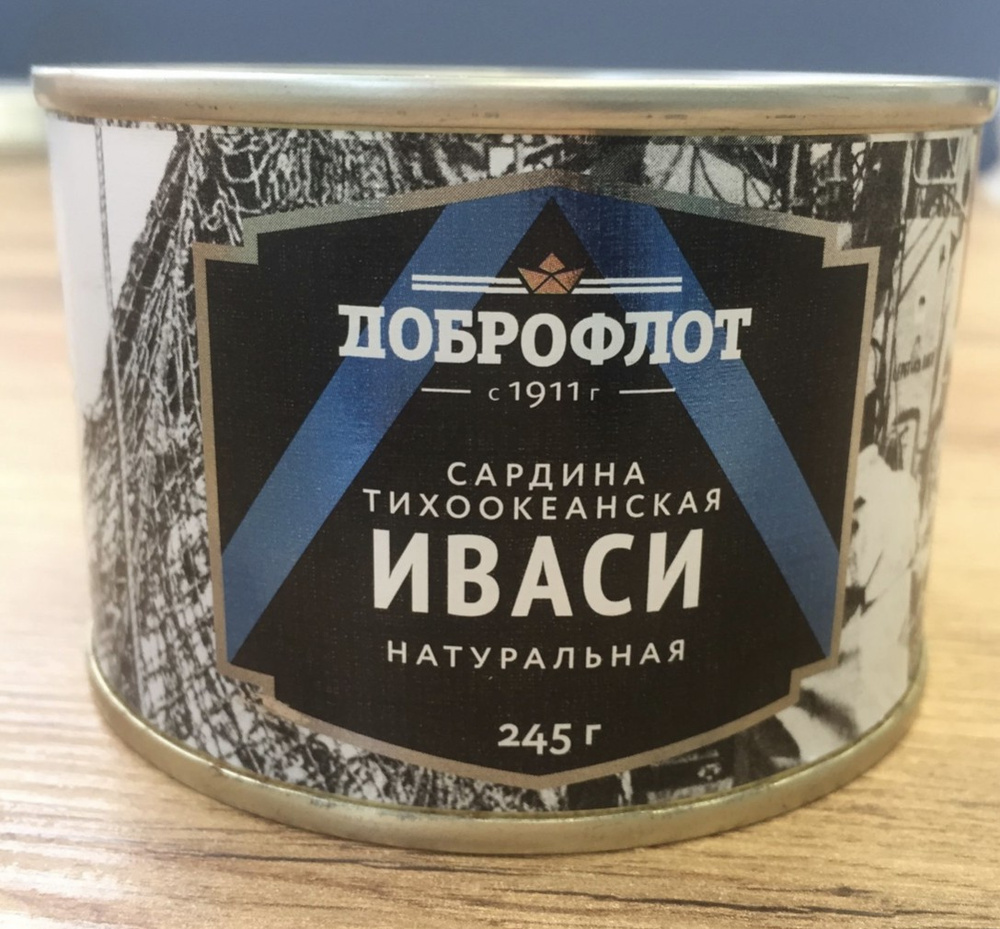 ДОБРОФЛОТ
с 1911 г
САРДИНА
ТИХООКЕАНСКАЯ
ИВАСИ
НАТУРАЛЬНАЯ
245 г